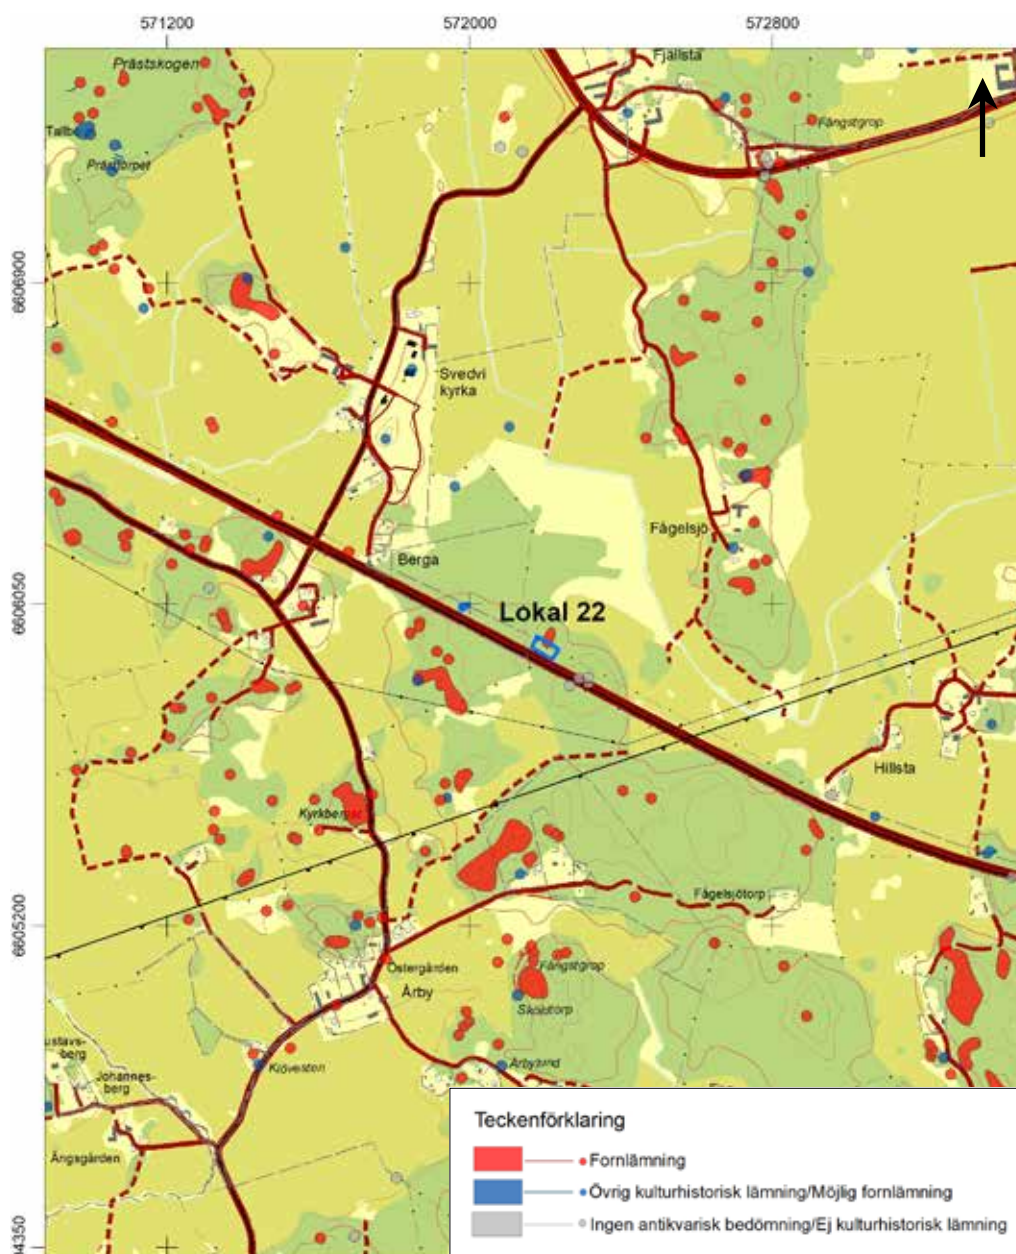 571200
572000
572800
Prästskogen
Fjällsta
Fångstgrop
Prästtorpet
6606900
Svedvi
kyrka
Fågelsjö
Berga
6606050
Lokal 22
Hillsta
Kyrkberget
Fågelsjötorp
6605200
Östergården
Årby
Fångstgrop
Sköldtorp
Årbylund
Klövesten
Johannes-
berg
Ängsgården
Teckenförklaring
Fornlämning
Övrig kulturhistorisk lämning/Möjlig fornlämning
Ingen antikvarisk bedömning/Ej kulturhistorisk lämning